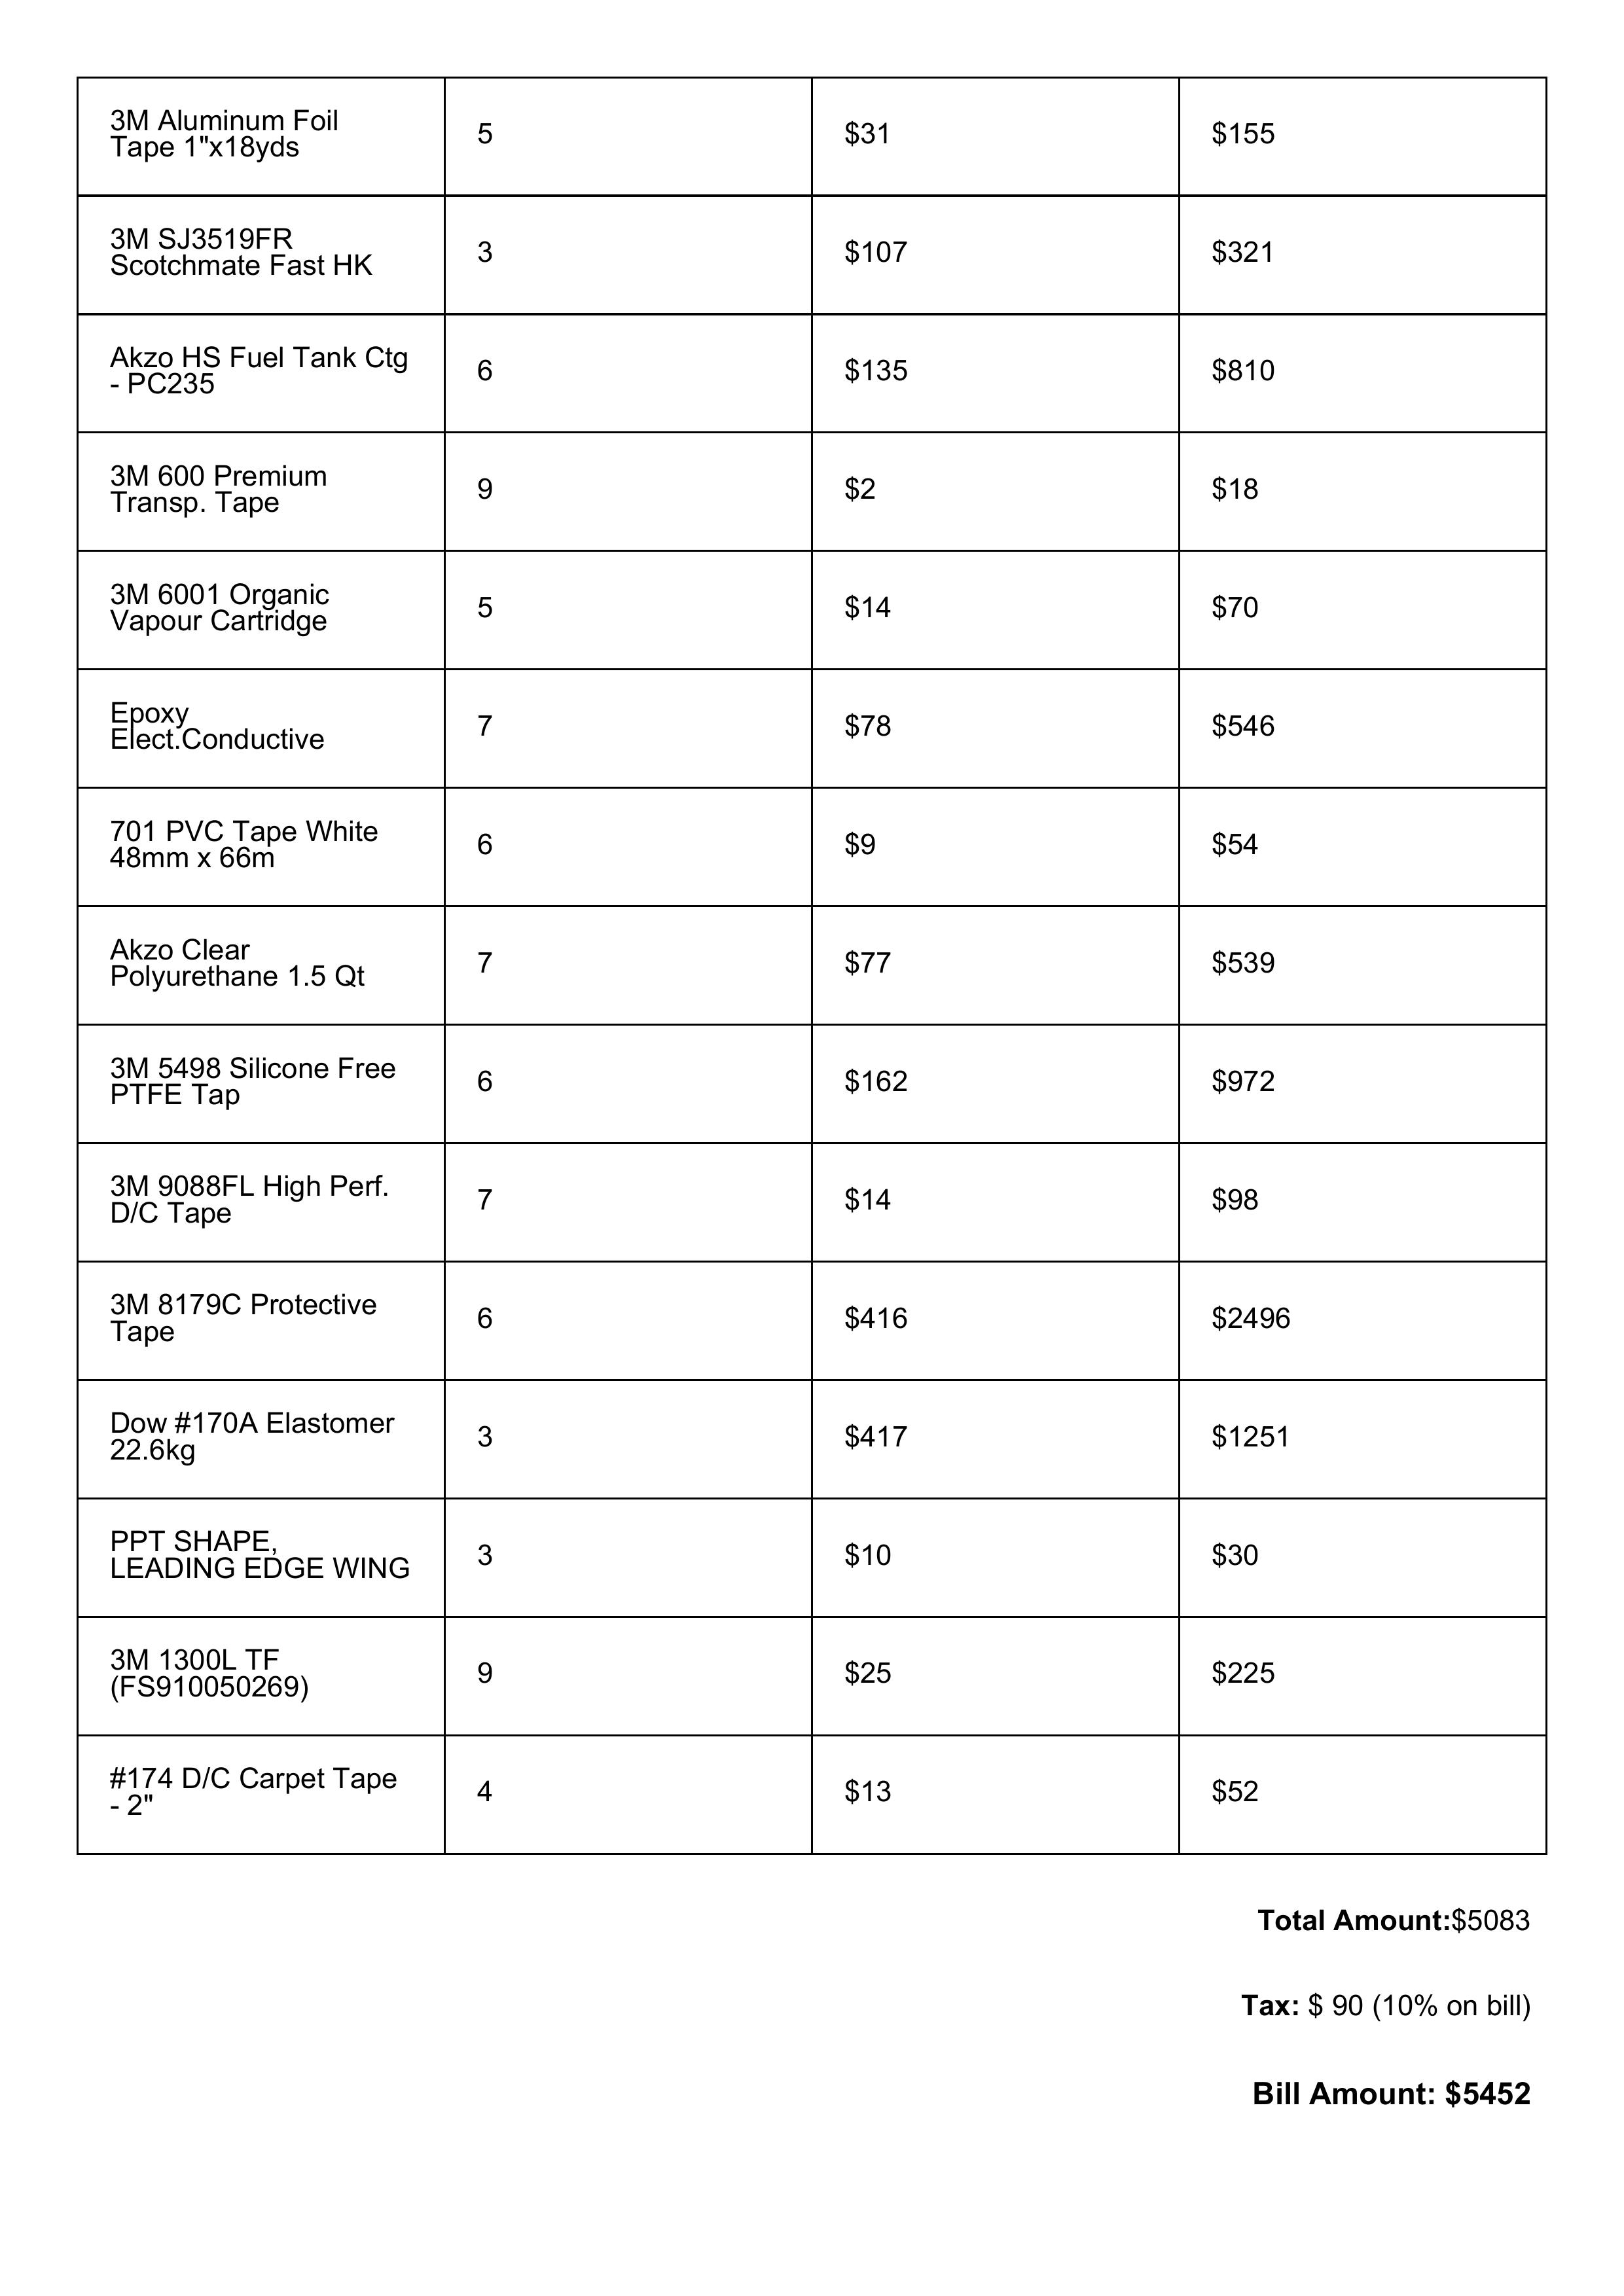 3M Aluminum Foil
Tape 1"x18yds
5
$31
$155
3M SJ3519FR
Scotchmate Fast HK
3
$107
$321
Akzo HS Fuel Tank Ctg
- PC235
6
$135
$810
3M 600 Premium
Transp. Tape
9
$2
$18
3M 6001 Organic
Vapour Cartridge
5
$14
$70
Epoxy
Elect.Conductive
7
$78
$546
701 PVC Tape White
48mm x 66m
6
$9
$54
Akzo Clear
Polyurethane 1.5 Qt
7
$77
$539
3M 5498 Silicone Free
PTFE Tap
6
$162
$972
3M 9088FL High Perf.
D/C Tape
7
$14
$98
3M 8179C Protective
Tape
6
$416
$2496
Dow #170A Elastomer
22.6kg
3
$417
$1251
PPT SHAPE,
LEADING EDGE WING
3
$10
$30
3M 1300L TF
(FS910050269)
9
$25
$225
#174 D/C Carpet Tape
- 2"
4
$13
$52
Total Amount:$5083
Tax: $ 90 (10% on bill)
Bill Amount: $5452